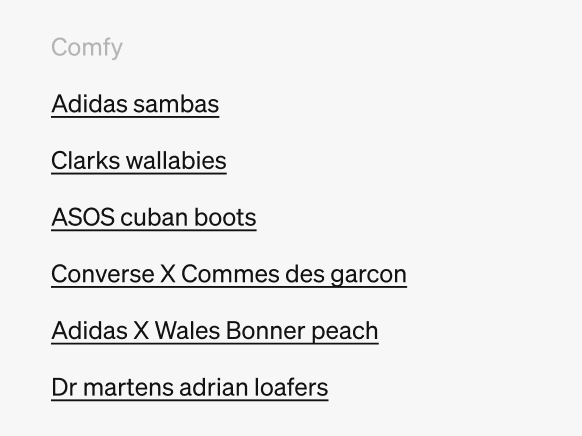 Comfy
Adidas sambas
Clarks wallabies
ASOS cuban boots
Converse X Commes des garcon
Adidas X Wales Bonner peach
Dr martens adrian loafers